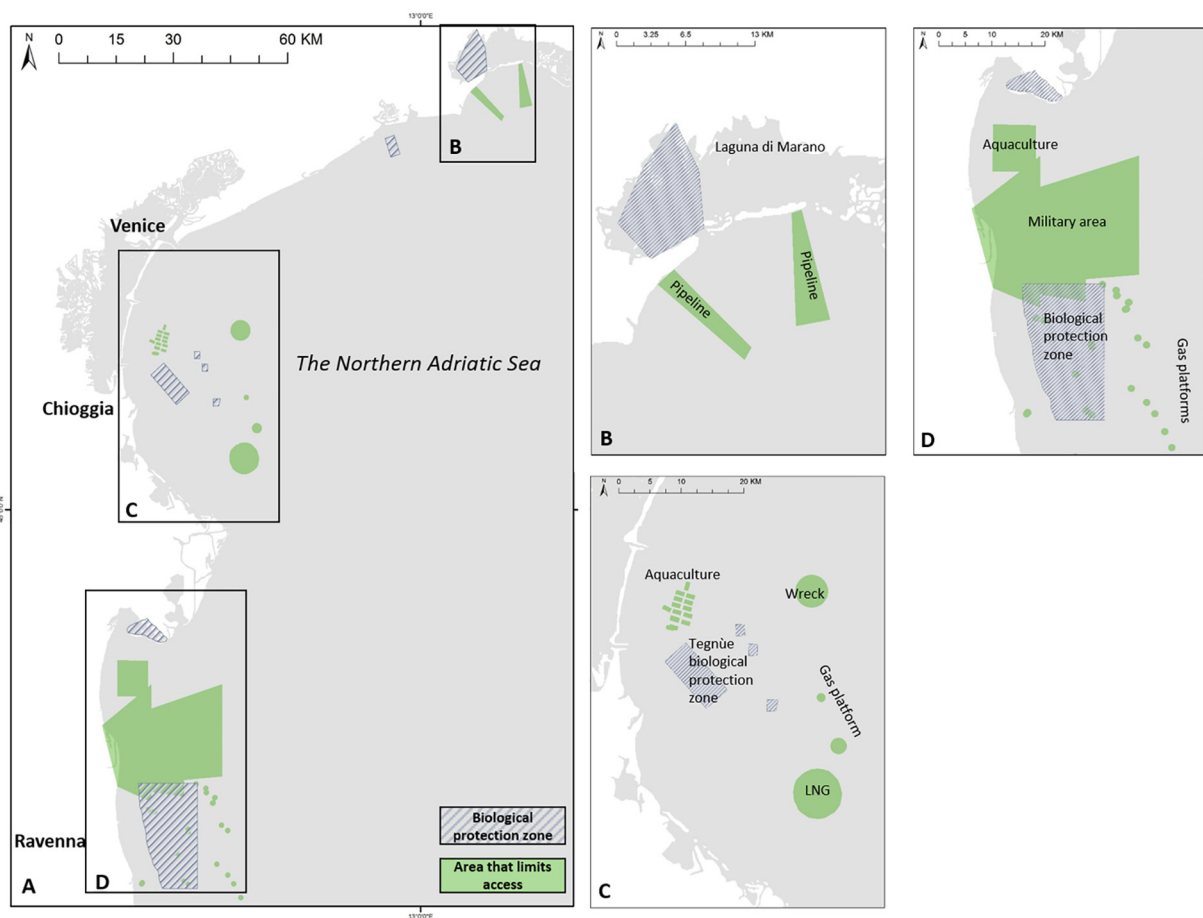 13°0'0"E
N
0 15 30 60 KM
B
Venice
The Northern Adriatic Sea
Chioggia
C
Ravenna
D
A
Biological
protection zone
Area that limits
access
13°0'0"E
N
0 3.25 6.5 13 KM
Laguna di Marano
Pipeline
Pipeline
B
N
0 5 10 20 KM
Aquaculture
Military area
Biological
protection
zone
Gas platforms
D
N
0 5 10 20 KM
Aquaculture
Wreck
Tegnùe
biological
protection
zone
Gas platform
LNG
C